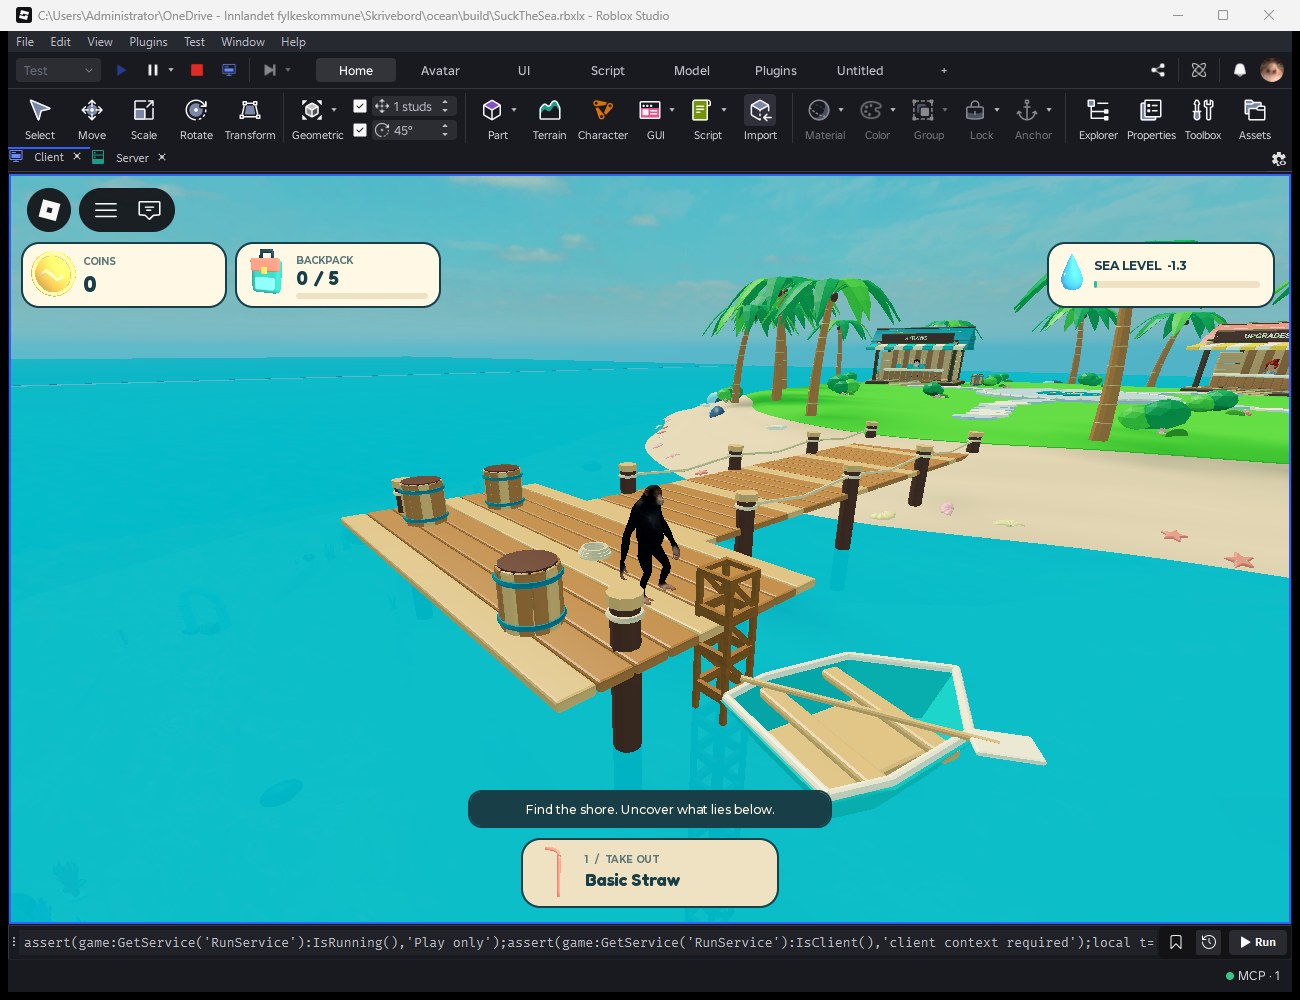 C:\Users\Administrator\OneDrive - Innlandet fylkeskommune\Skrivebord\ocean\build\SuckTheSea.rbxlx - Roblox Studio
File Edit View Plugins Test Window Help
Test Home Avatar UI Script Model Plugins Untitled +
1 studs
45°
Select Move Scale Rotate Transform Geometric Part Terrain Character GUI Script Import Material Color Group Lock Anchor Explorer Properties Toolbox Assets
Client Server
COINS
0
BACKPACK
0 / 5
SEA LEVEL -1.3
UPGRADES
Find the shore. Uncover what lies below.
1 / TAKE OUT
Basic Straw
assert(game:GetService('RunService'):IsRunning(),'Play only');assert(game:GetService('RunService'):IsClient(),'client context required');local t=
Run
MCP · 1